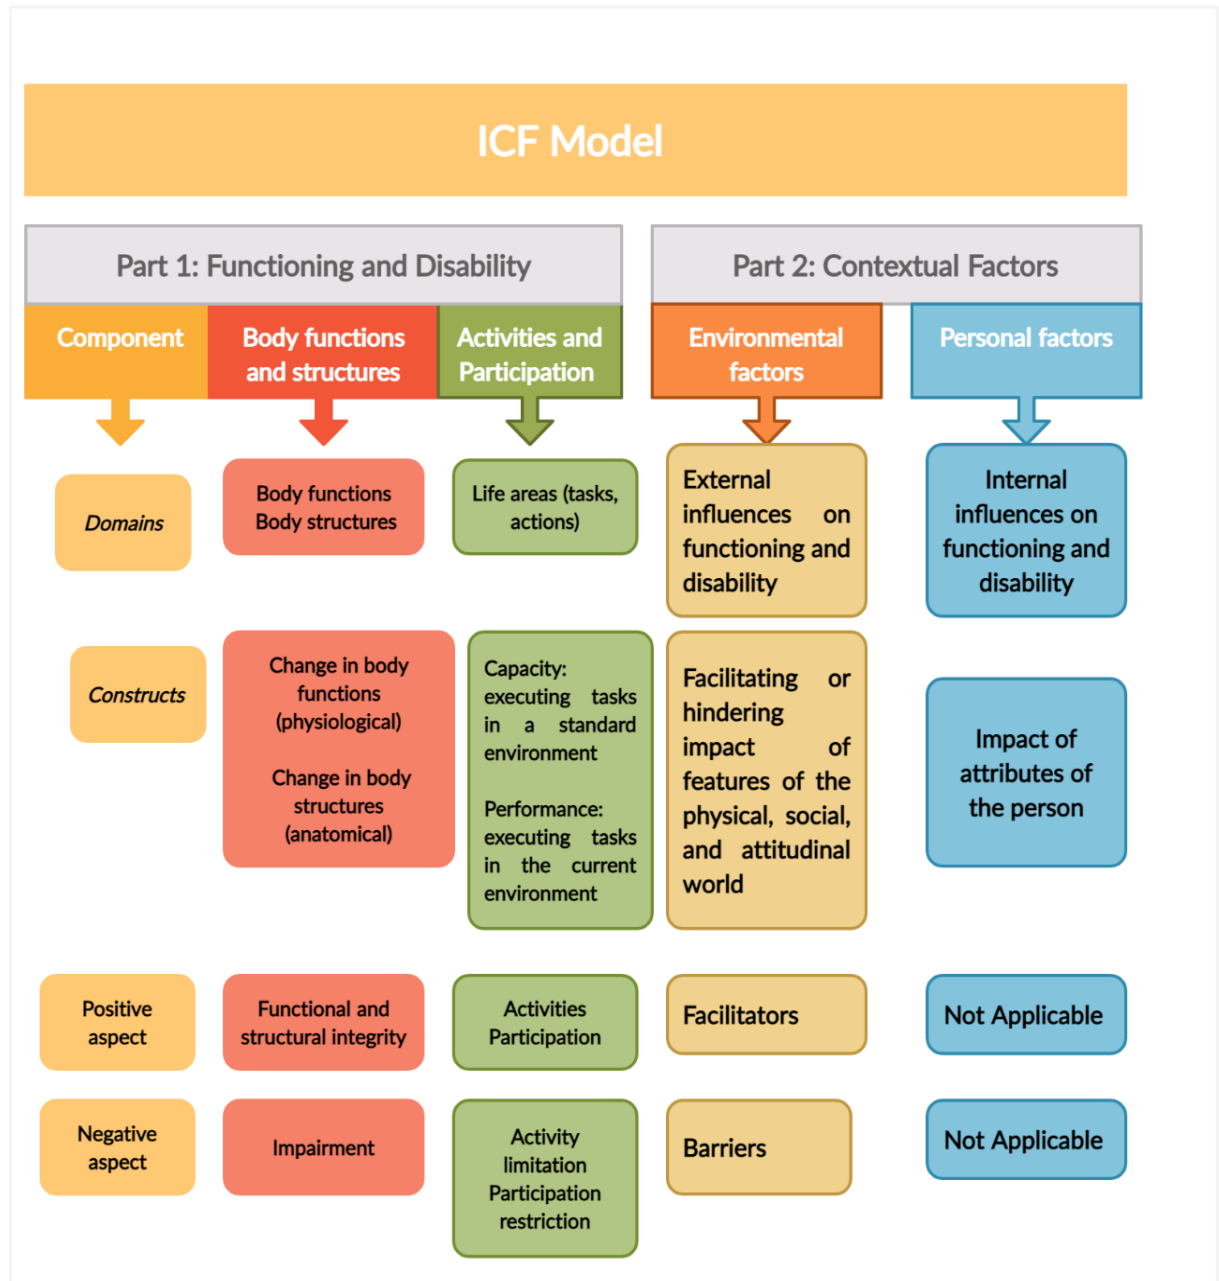 ICF Model
Part 1: Functioning and Disability
Part 2: Contextual Factors
Component
Body functions
and structures
Activities and
Participation
Environmental
factors
Personal factors
Domains
Body functions
Body structures
Life areas (tasks,
actions)
External
influences on
functioning and
disability
Internal
influences on
functioning and
disability
Constructs
Change in body
functions
(physiological)
Change in body
structures
(anatomical)
Capacity:
executing tasks
in a standard
environment
Performance:
executing tasks
in the current
environment
Facilitating or
hindering
impact of
features of the
physical, social,
and attitudinal
world
Impact of
attributes of
the person
Positive
aspect
Functional and
structural integrity
Activities
Participation
Facilitators
Not Applicable
Negative
aspect
Impairment
Activity
limitation
Participation
restriction
Barriers
Not Applicable